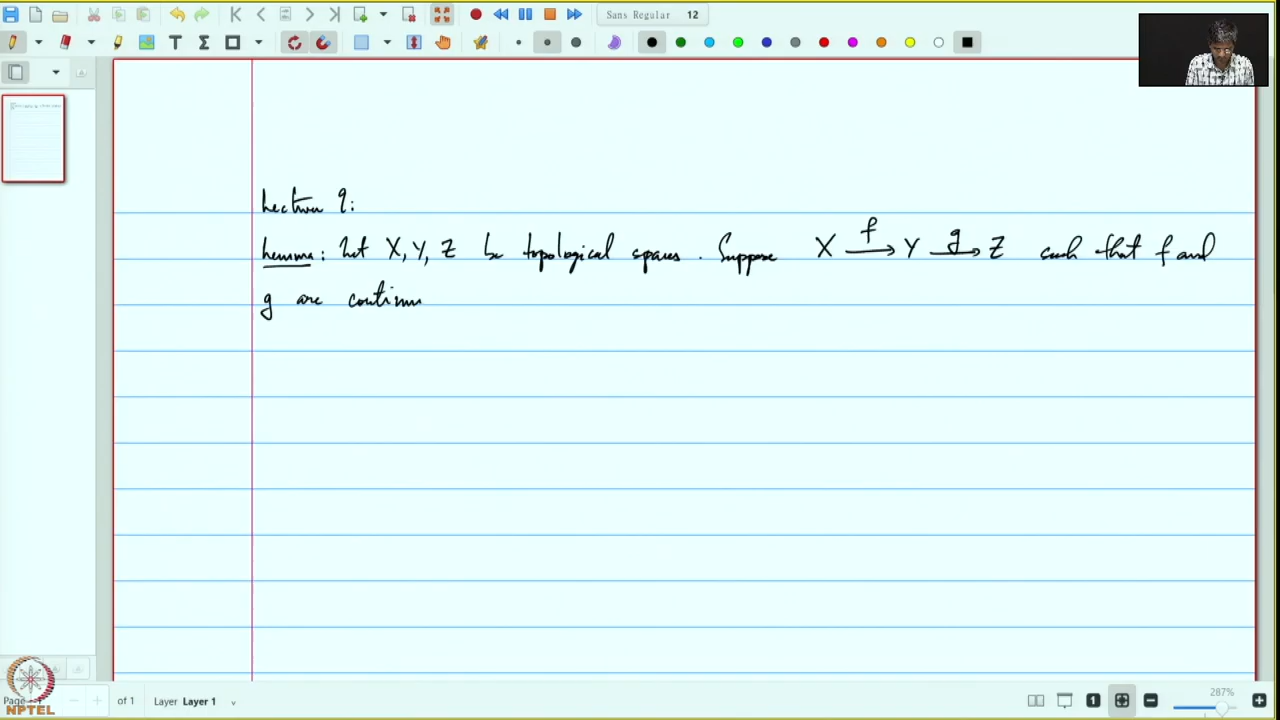 Sans Regular 12
Lecture 9:
Lemma: Let X, Y, Z be topological spaces. Suppose X --f--> Y --g--> Z such that f and
g are continu
Page
of 1 Layer Layer 1
287%
NPTEL